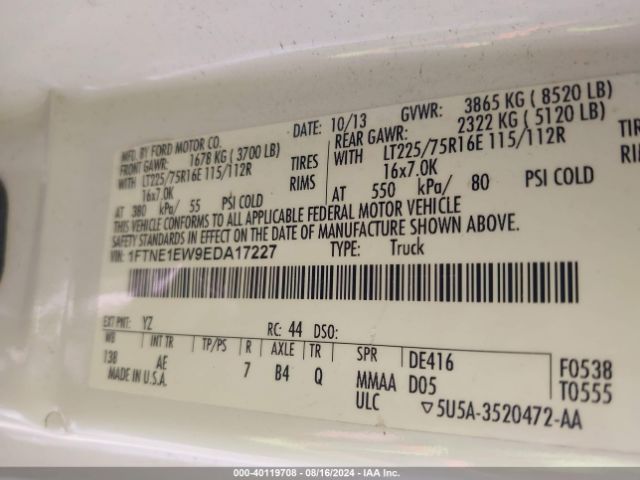 MFD. BY FORD MOTOR CO.
DATE: 10/13 GVWR: 3865 KG ( 8520 LB)
FRONT GAWR: 1678 KG ( 3700 LB) REAR GAWR: 2322 KG ( 5120 LB)
WITH LT225/75R16E 115/112R TIRES WITH LT225/75R16E 115/112R TIRE
16x7.0K RIMS 16x7.0K RIM
AT 380 kPa/ 55 PSI COLD AT 550 kPa/ 80 PSI COLD
THIS VEHICLE CONFORMS TO ALL APPLICABLE FEDERAL MOTOR VEHICLE
SAFETY STANDARDS IN EFFECT ON THE DATE OF MANUFACTURE SHOWN ABOVE.
VIN: 1FTNE1EW9EDA17227 TYPE: Truck
EXT PNT: YZ RC: 44 DSO:
WB INT TR TP/PS R AXLE TR SPR DE416 F0538
138 AE 7 B4 Q MMAA D05 T0555
MADE IN U.S.A. ULC ▽5U5A-3520472-AA
000-40119708 - 08/16/2024 - IAA Inc.